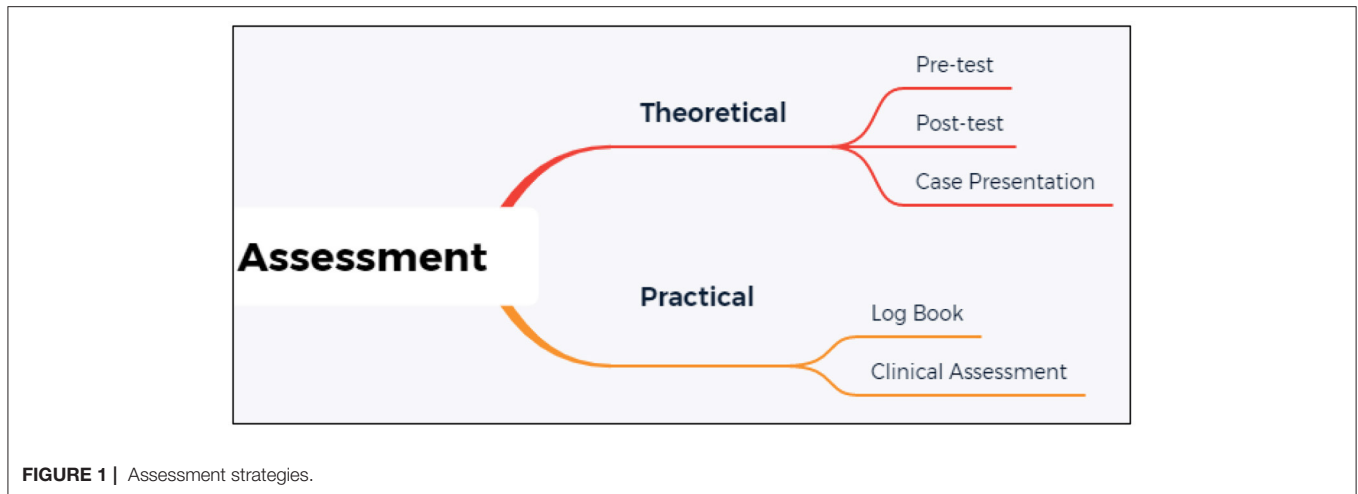 Assessment
Theoretical
Pre-test
Post-test
Case Presentation
Practical
Log Book
Clinical Assessment
FIGURE 1 | Assessment strategies.